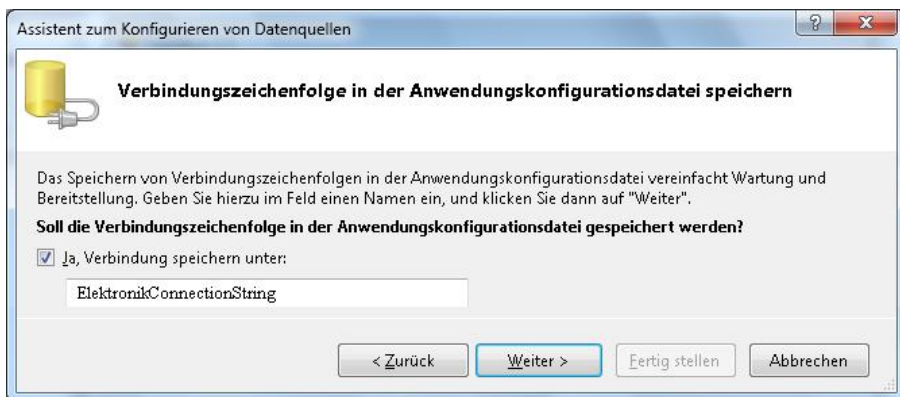 Assistent zum Konfigurieren von Datenquellen
Verbindungszeichenfolge in der Anwendungskonfigurationsdatei speichern
Das Speichern von Verbindungszeichenfolgen in der Anwendungskonfigurationsdatei vereinfacht Wartung und
Bereitstellung. Geben Sie hierzu im Feld einen Namen ein, und klicken Sie dann auf "Weiter".
Soll die Verbindungszeichenfolge in der Anwendungskonfigurationsdatei gespeichert werden?
Ja, Verbindung speichern unter:
ElektronikConnectionString
< Zurück Weiter > Fertig stellen Abbrechen